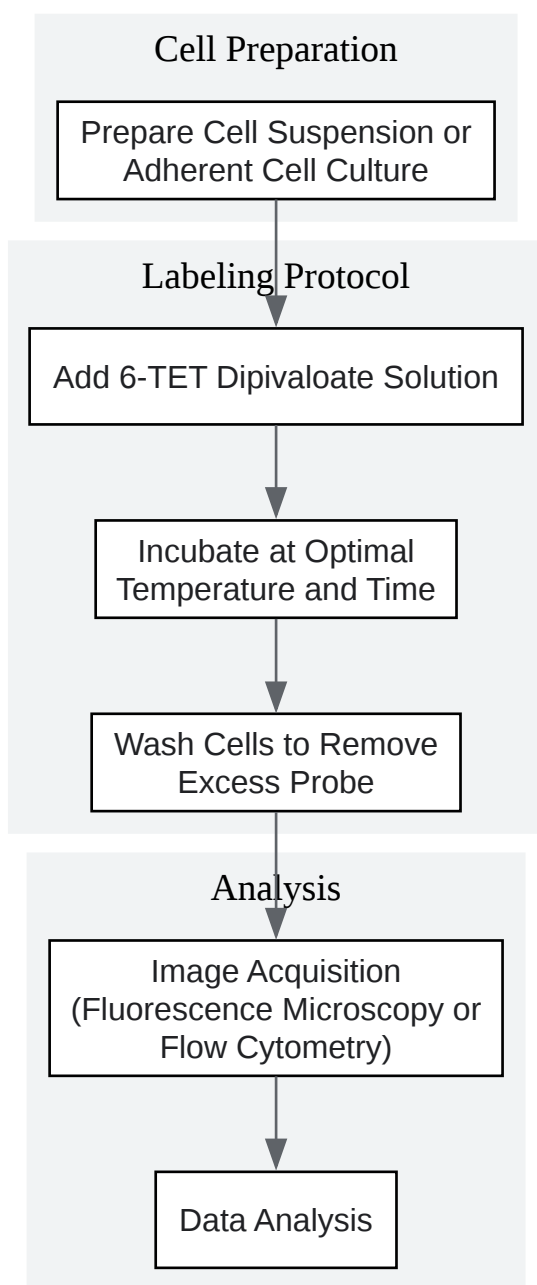 Cell Preparation
Prepare Cell Suspension or
Adherent Cell Culture
Labeling Protocol
Add 6-TET Dipivaloate Solution
Incubate at Optimal
Temperature and Time
Wash Cells to Remove
Excess Probe
Analysis
Image Acquisition
(Fluorescence Microscopy or
Flow Cytometry)
Data Analysis